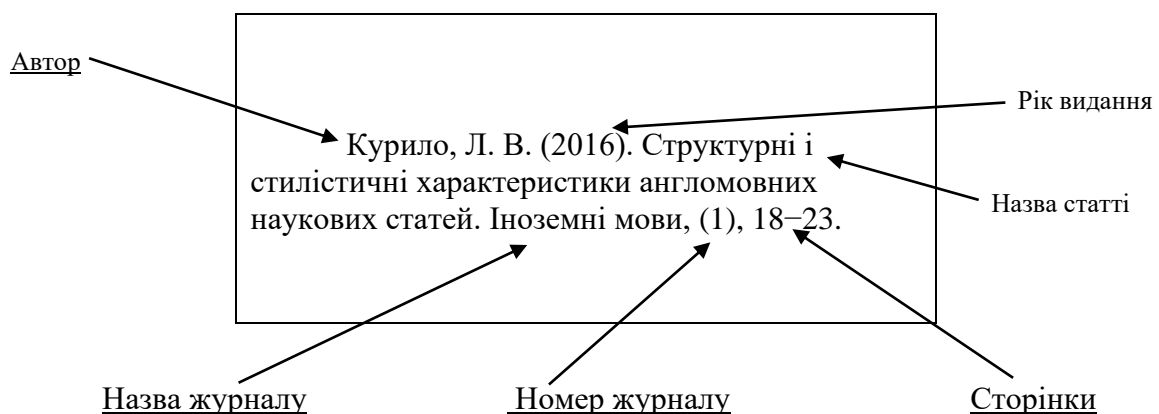 Автор
Рік видання
Курило, Л. В. (2016). Структурні і
стилістичні характеристики англомовних
наукових статей. Іноземні мови, (1), 18−23.
Назва статті
Назва журналу
Номер журналу
Сторінки